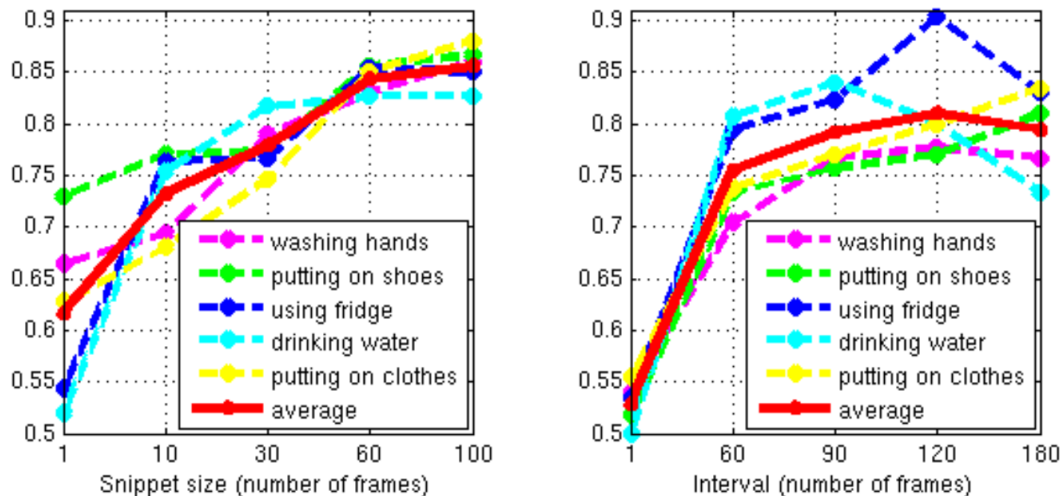 0.9
0.85
0.8
0.75
0.7
0.65
0.6
0.55
0.5
washing hands
putting on shoes
using fridge
drinking water
putting on clothes
average
1 10 30 60 100
Snippet size (number of frames)
0.9
0.85
0.8
0.75
0.7
0.65
0.6
0.55
0.5
washing hands
putting on shoes
using fridge
drinking water
putting on clothes
average
1 60 90 120 180
Interval (number of frames)